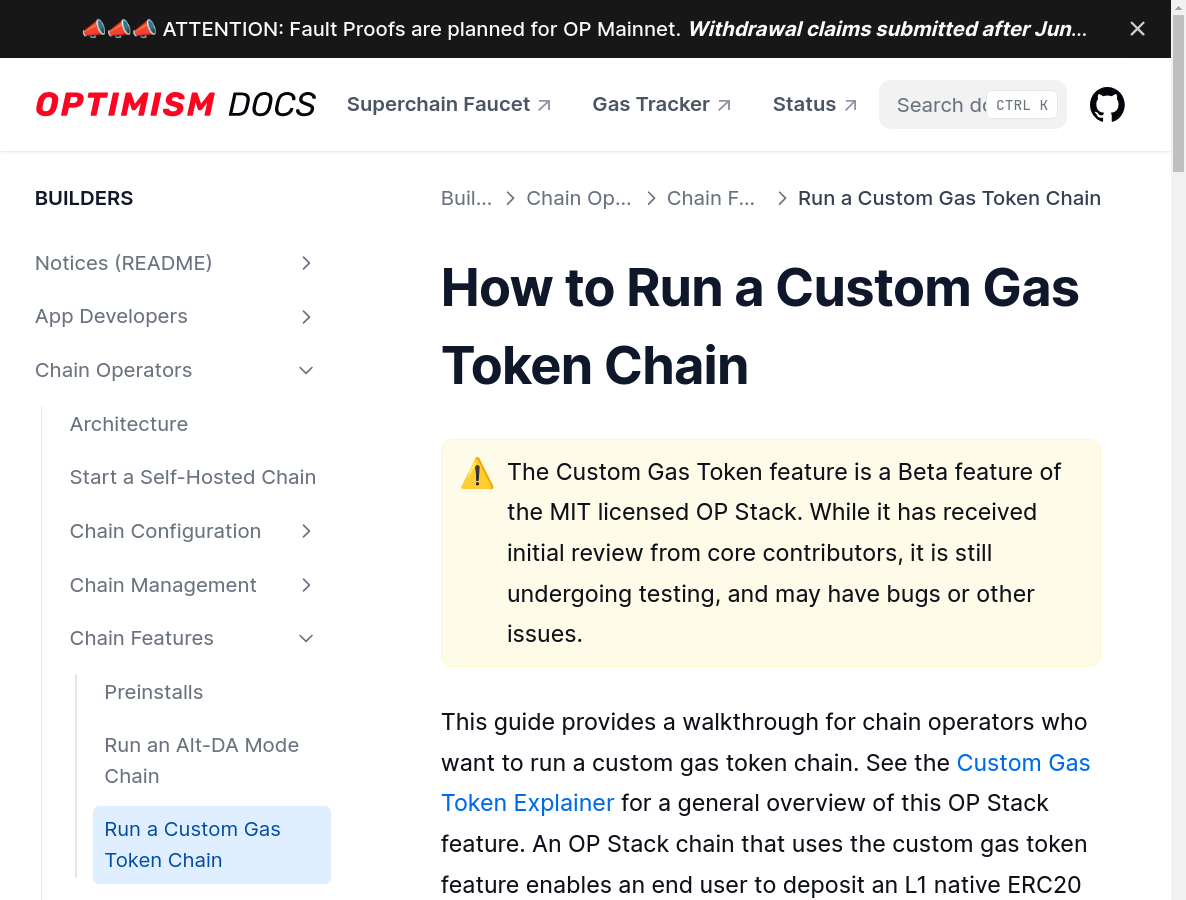 📣📣📣 ATTENTION: Fault Proofs are planned for OP Mainnet. Withdrawal claims submitted after Jun...
OPTIMISM DOCS
Superchain Faucet
Gas Tracker
Status
Search do
CTRL K
BUILDERS
Notices (README)
App Developers
Chain Operators
Architecture
Start a Self-Hosted Chain
Chain Configuration
Chain Management
Chain Features
Preinstalls
Run an Alt-DA Mode
Chain
Run a Custom Gas
Token Chain
Buil... > Chain Op... > Chain F... > Run a Custom Gas Token Chain
How to Run a Custom Gas
Token Chain
The Custom Gas Token feature is a Beta feature of
the MIT licensed OP Stack. While it has received
initial review from core contributors, it is still
undergoing testing, and may have bugs or other
issues.
This guide provides a walkthrough for chain operators who
want to run a custom gas token chain. See the Custom Gas
Token Explainer for a general overview of this OP Stack
feature. An OP Stack chain that uses the custom gas token
feature enables an end user to deposit an L1 native ERC20